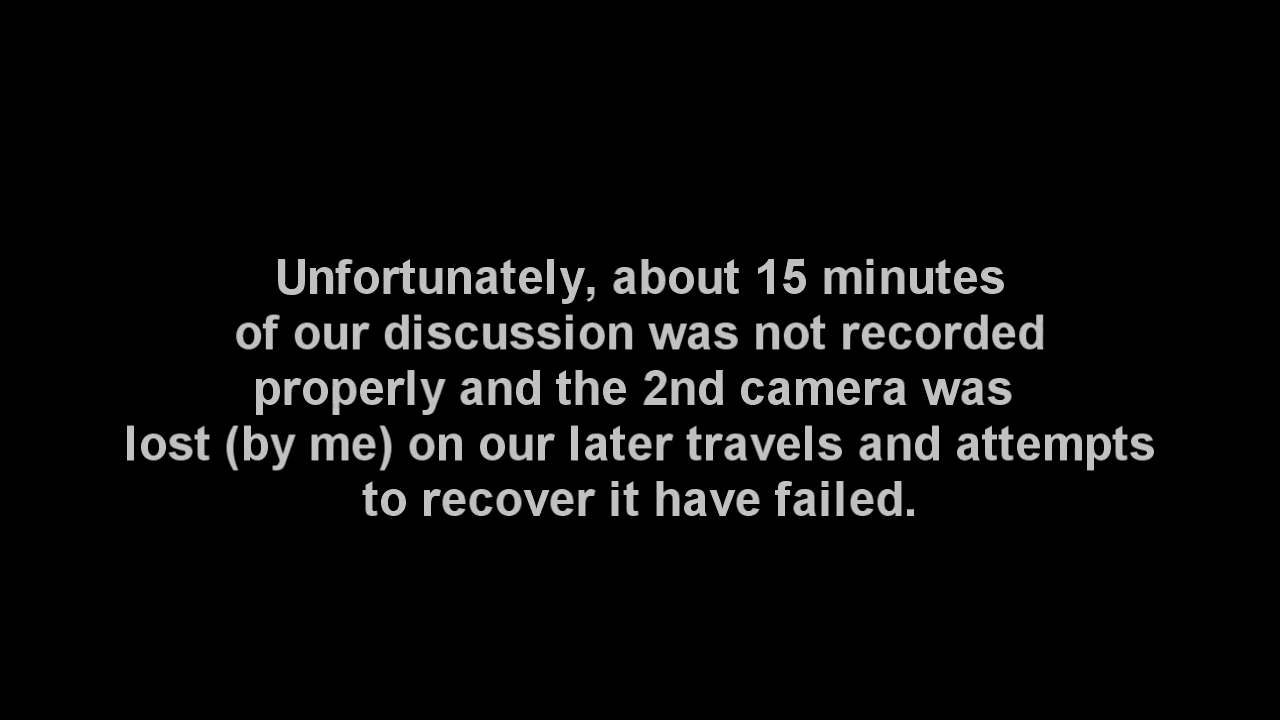 Unfortunately, about 15 minutes
of our discussion was not recorded
properly and the 2nd camera was
lost (by me) on our later travels and attempts
to recover it have failed.